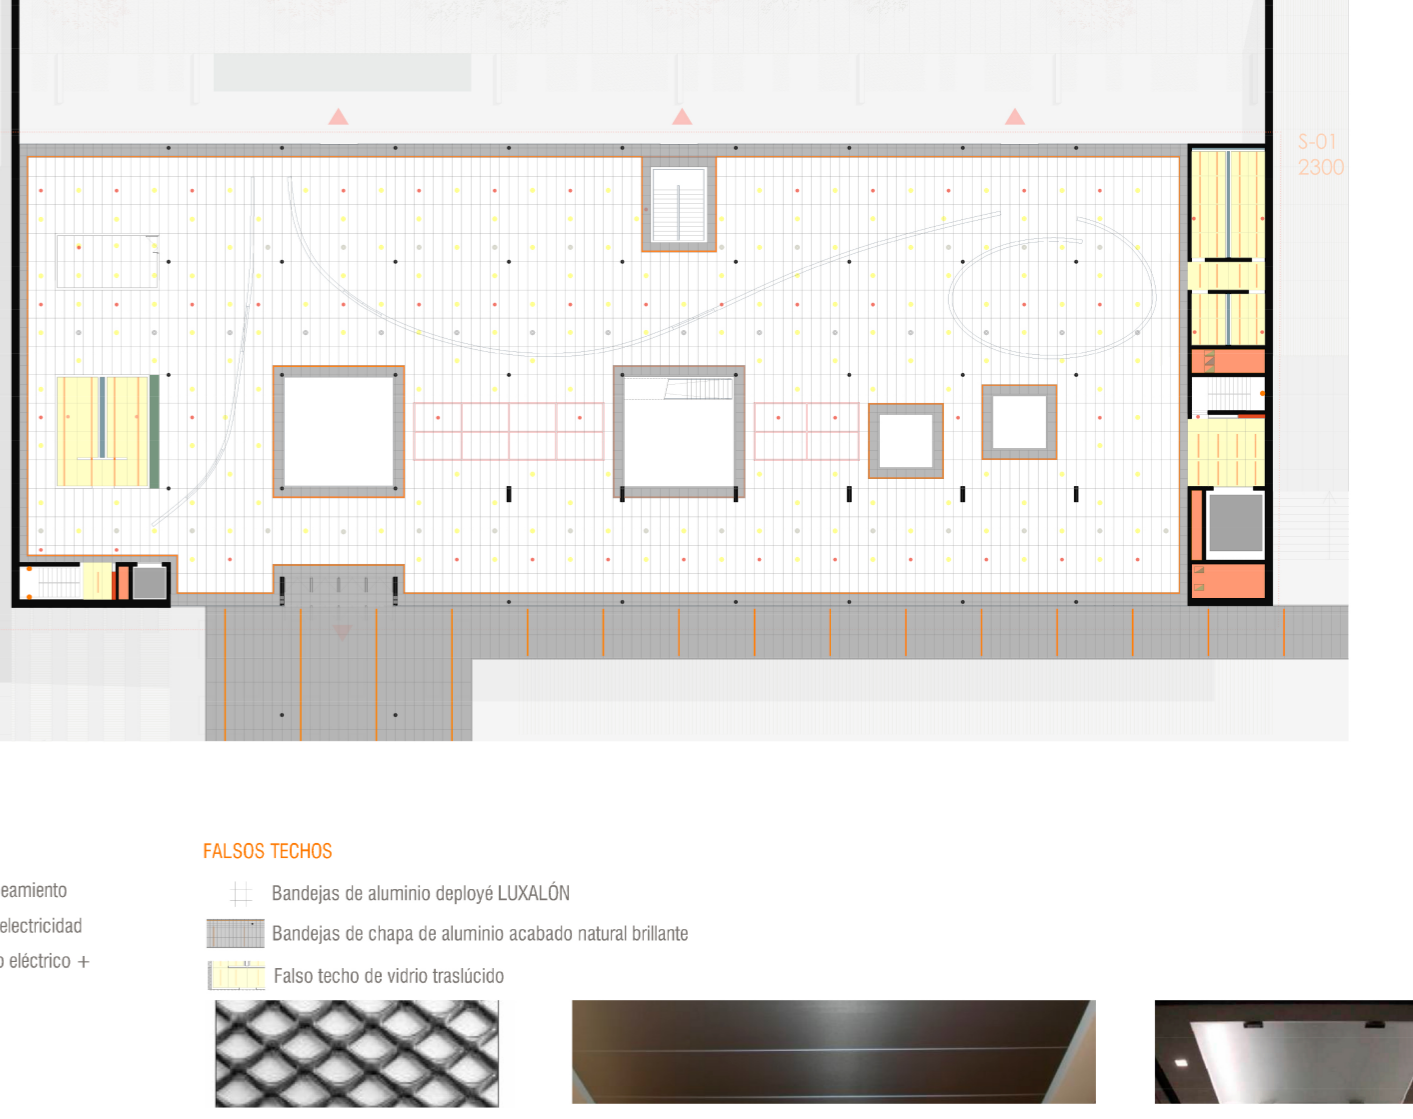 S-01
2300
eamiento
electricidad
o eléctrico +
FALSOS TECHOS
Bandejas de aluminio deployé LUXALÓN
Bandejas de chapa de aluminio acabado natural brillante
Falso techo de vidrio traslúcido